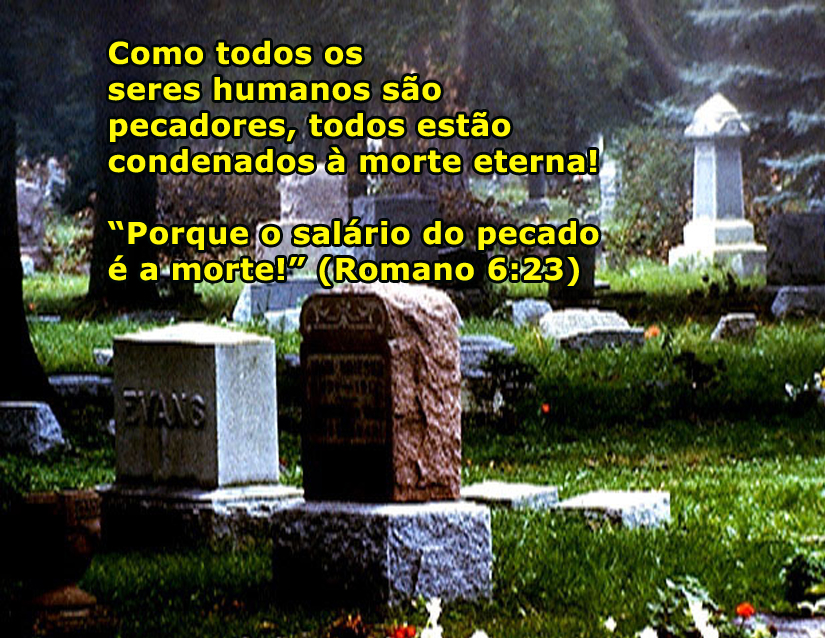 Como todos os
seres humanos são
pecadores, todos estão
condenados à morte eterna!
“Porque o salário do pecado
é a morte!” (Romano 6:23)
EVANS